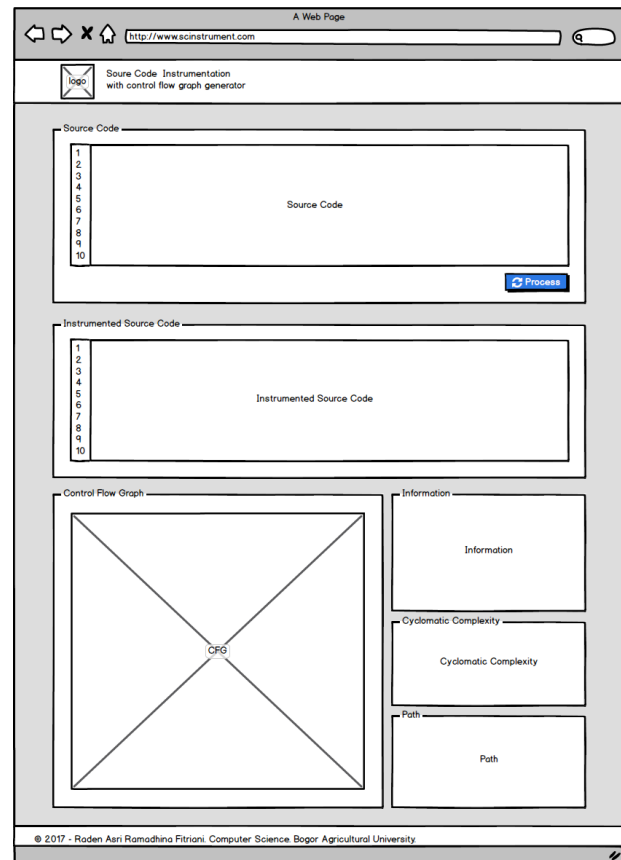 A Web Page
http://www.scinstrument.com
logo
Soure Code Instrumentation
with control flow graph generator
Source Code
1
2
3
4
5
6
7
8
9
10
Source Code
Process
Instrumented Source Code
1
2
3
4
5
6
7
8
9
10
Instrumented Source Code
Control Flow Graph
CFG
Information
Information
Cyclomatic Complexity
Cyclomatic Complexity
Path
Path
© 2017 - Raden Asri Ramadhina Fitriani. Computer Science. Bogor Agricultural University.